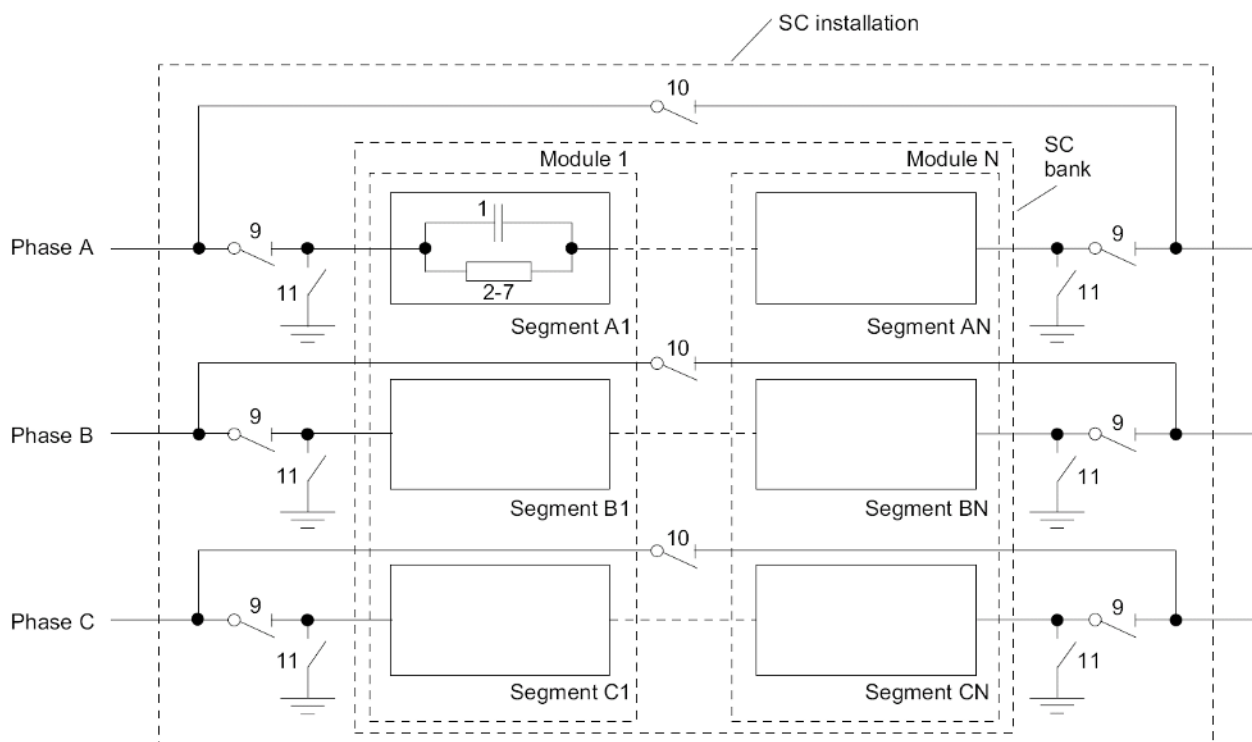 SC installation
10
Module 1
Module N
SC
bank
Phase A
9
1
9
11
2-7
11
Segment A1
Segment AN
10
Phase B
9
9
11
11
Segment B1
Segment BN
10
Phase C
9
9
11
11
Segment C1
Segment CN